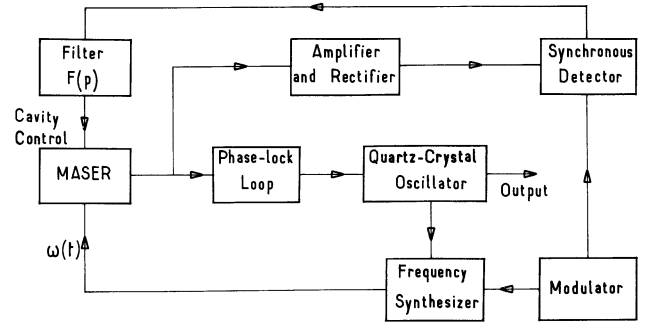 Filter
F(p)
Amplifier
and Rectifier
Synchronous
Detector
Cavity
Control
MASER
Phase-lock
Loop
Quartz-Crystal
Oscillator
Output
ω(t)
Frequency
Synthesizer
Modulator